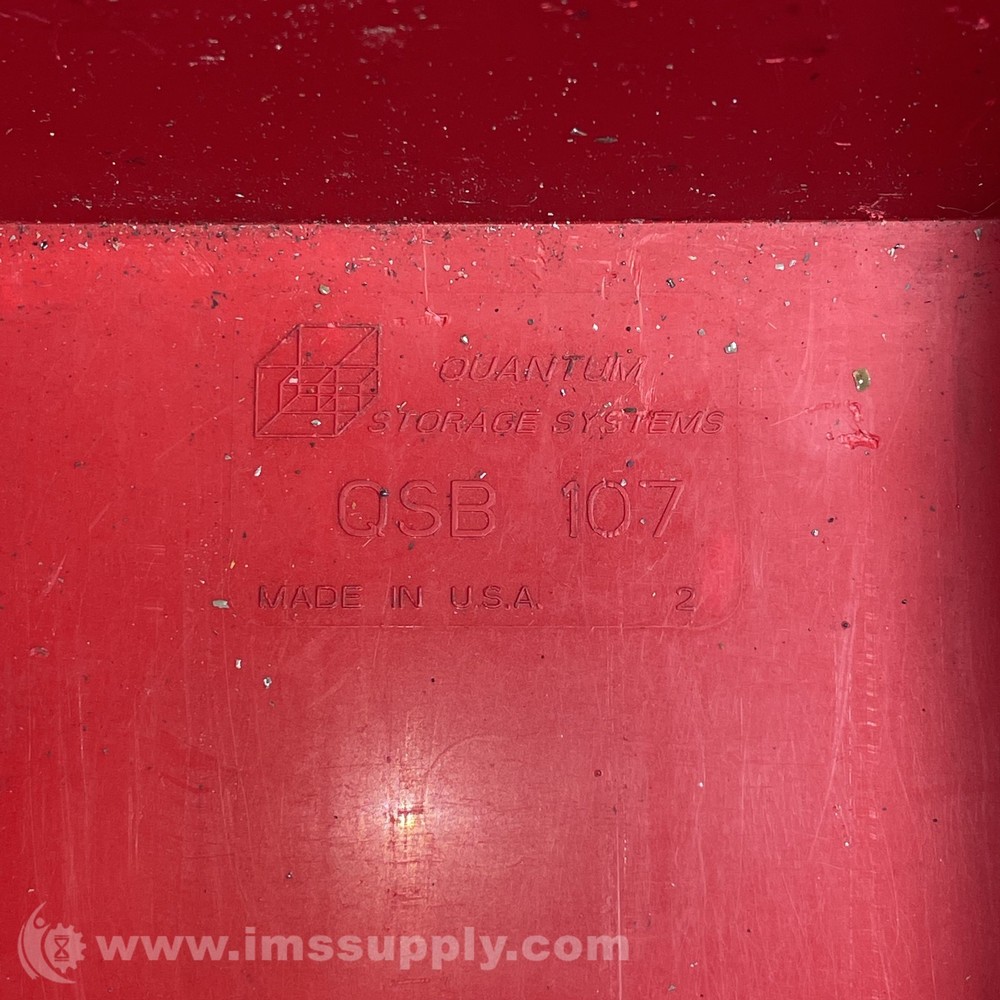 QUANTUM
STORAGE SYSTEMS
QSB 107
MADE IN U.S.A. 2
www.imssupply.com